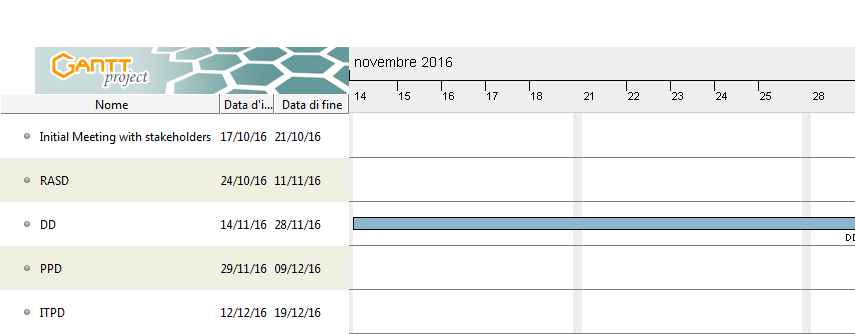 GANTT
project
novembre 2016
14 15 16 17 18 21 22 23 24 25 28
Nome Data d'i... Data di fine
Initial Meeting with stakeholders 17/10/16 21/10/16
RASD 24/10/16 11/11/16
DD 14/11/16 28/11/16
DD
PPD 29/11/16 09/12/16
ITPD 12/12/16 19/12/16